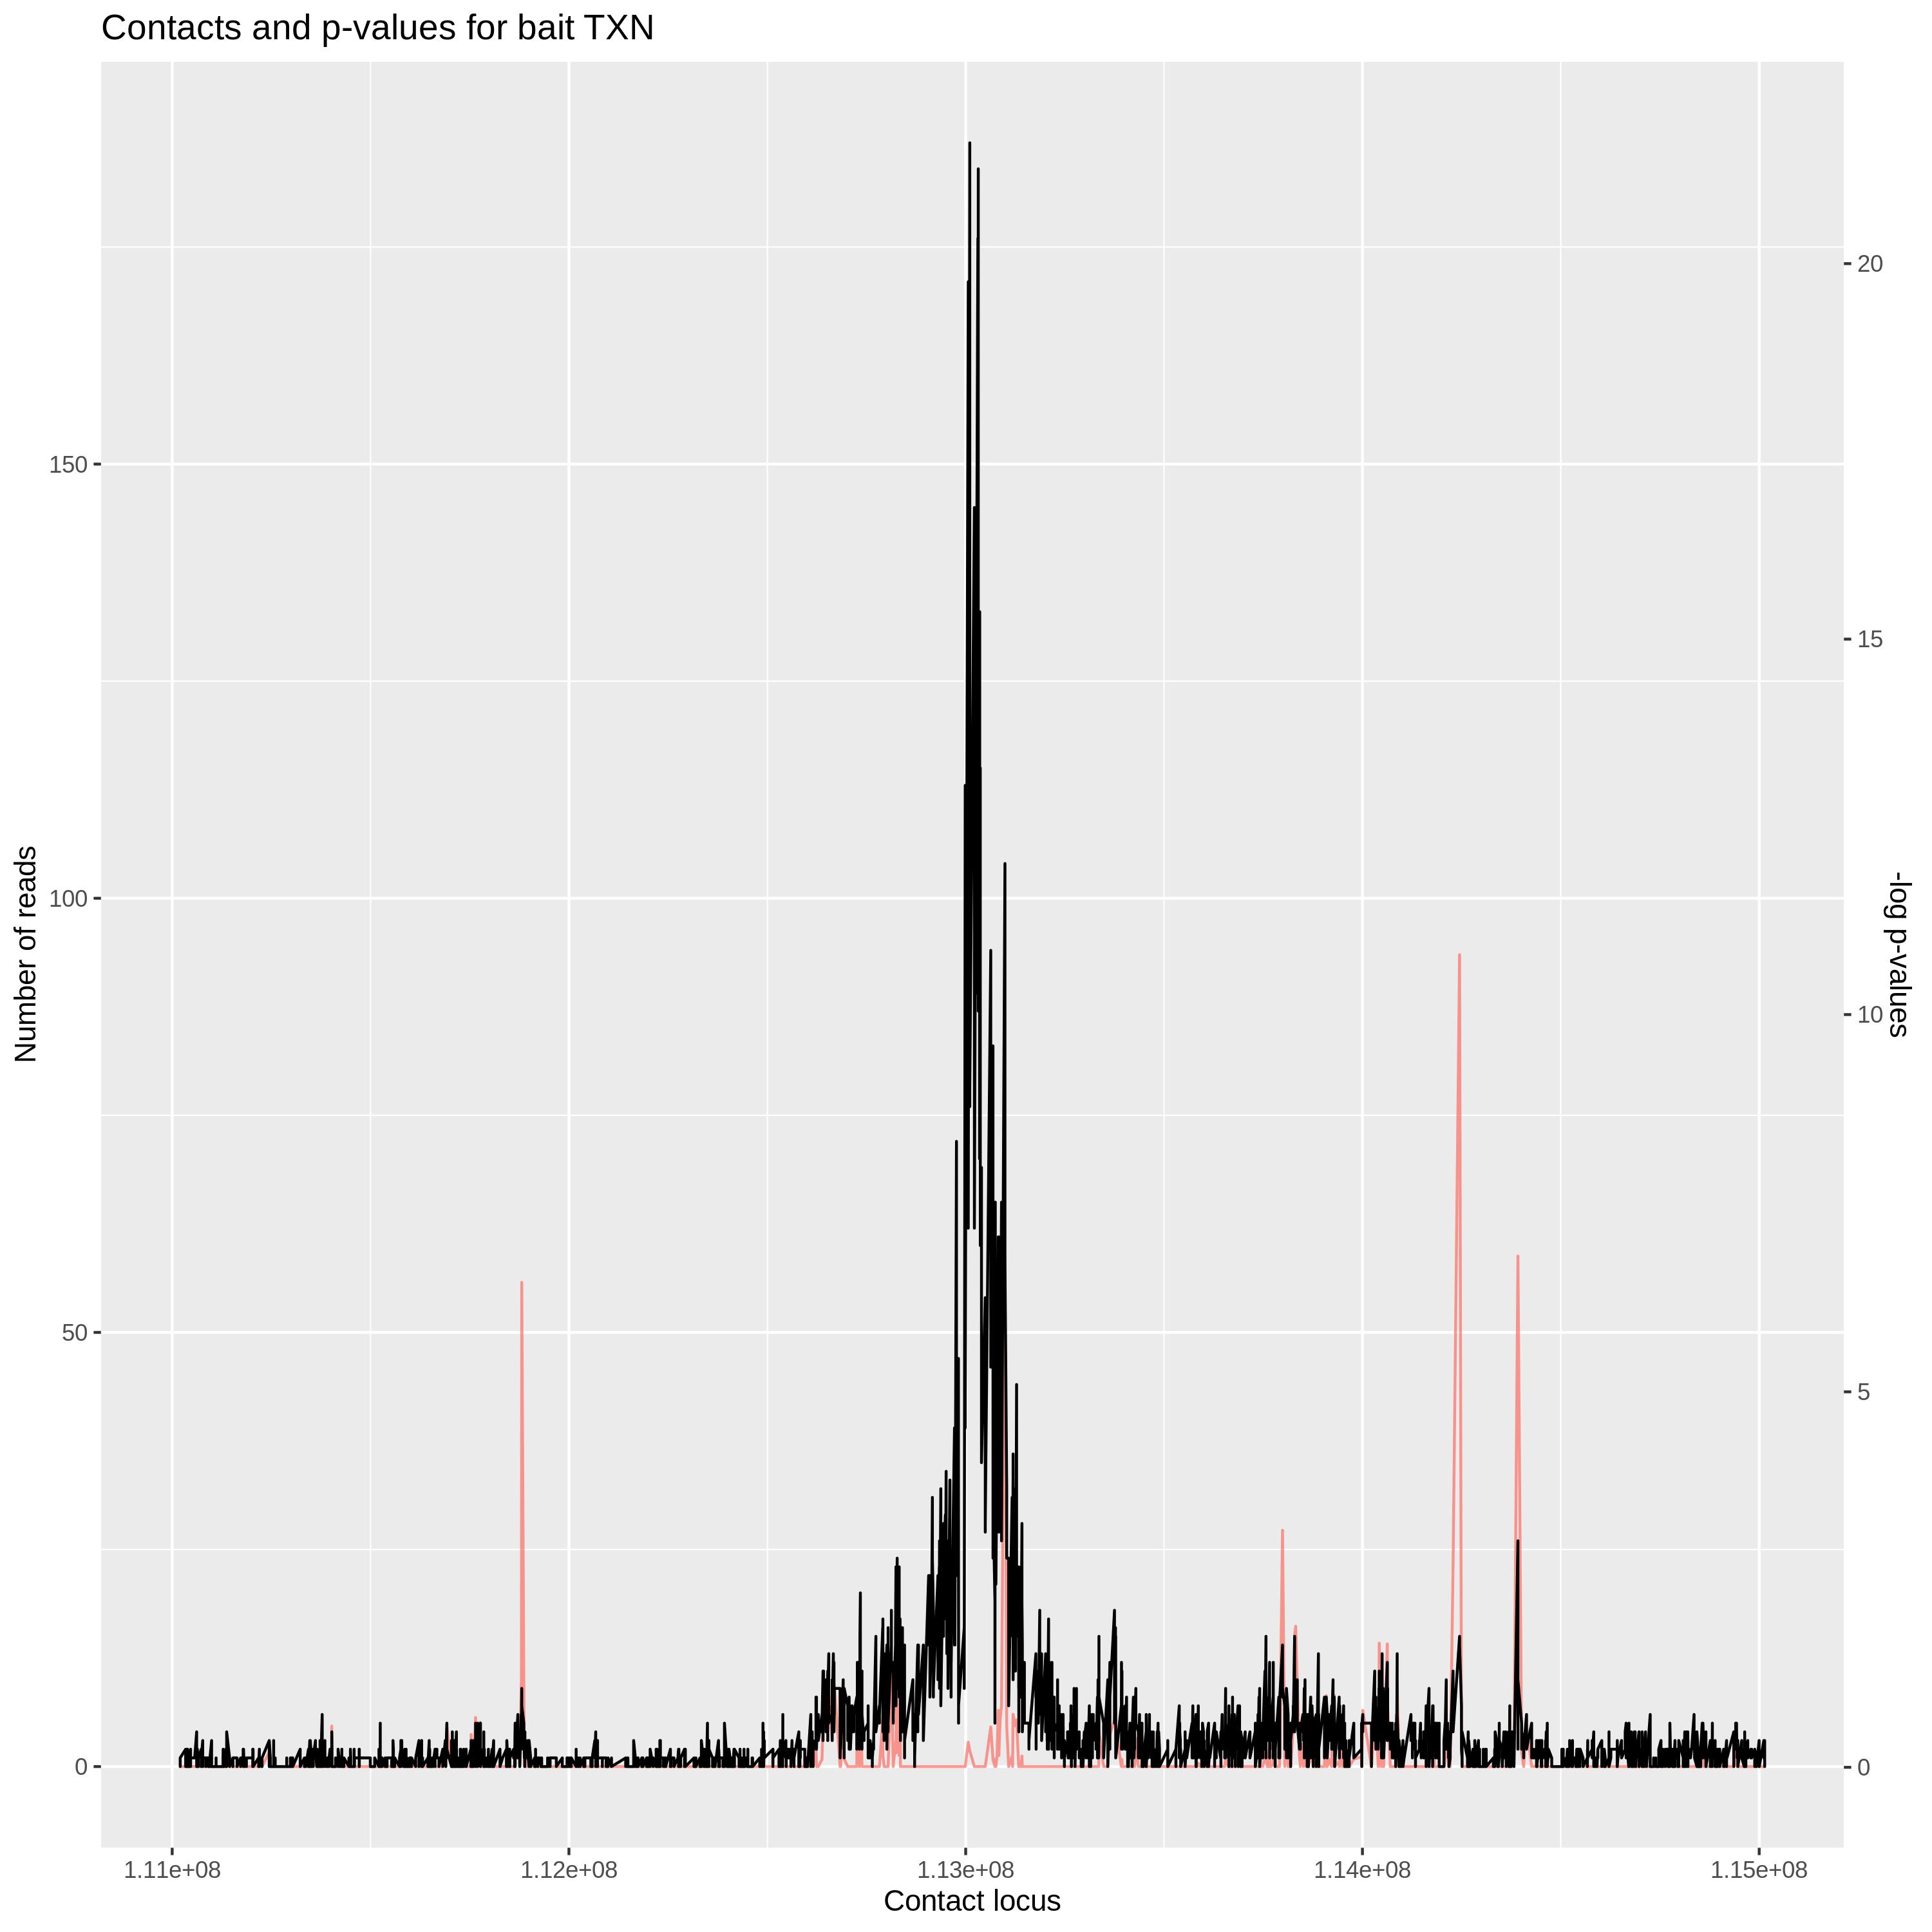 Contacts and p-values for bait TXN
Number of reads
150
100
50
0
20
15
10
5
0
-log p-values
1.11e+08
1.12e+08
1.13e+08
1.14e+08
1.15e+08
Contact locus